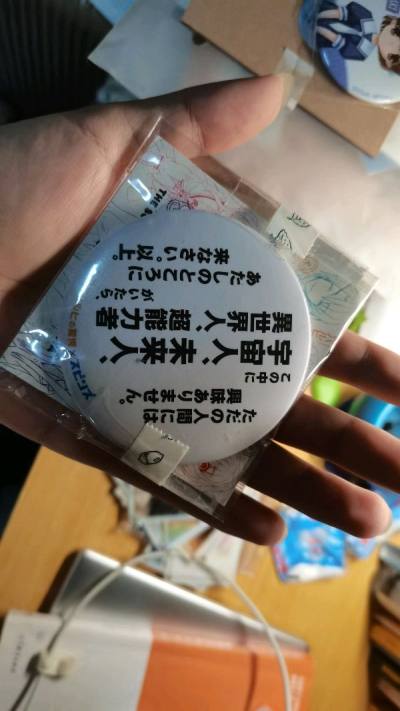 ただの人間には
興味ありません。
この中に
宇宙人、未来人、
異世界人、超能力者
がいたら、
あたしのところに
来なさい。以上。
THE